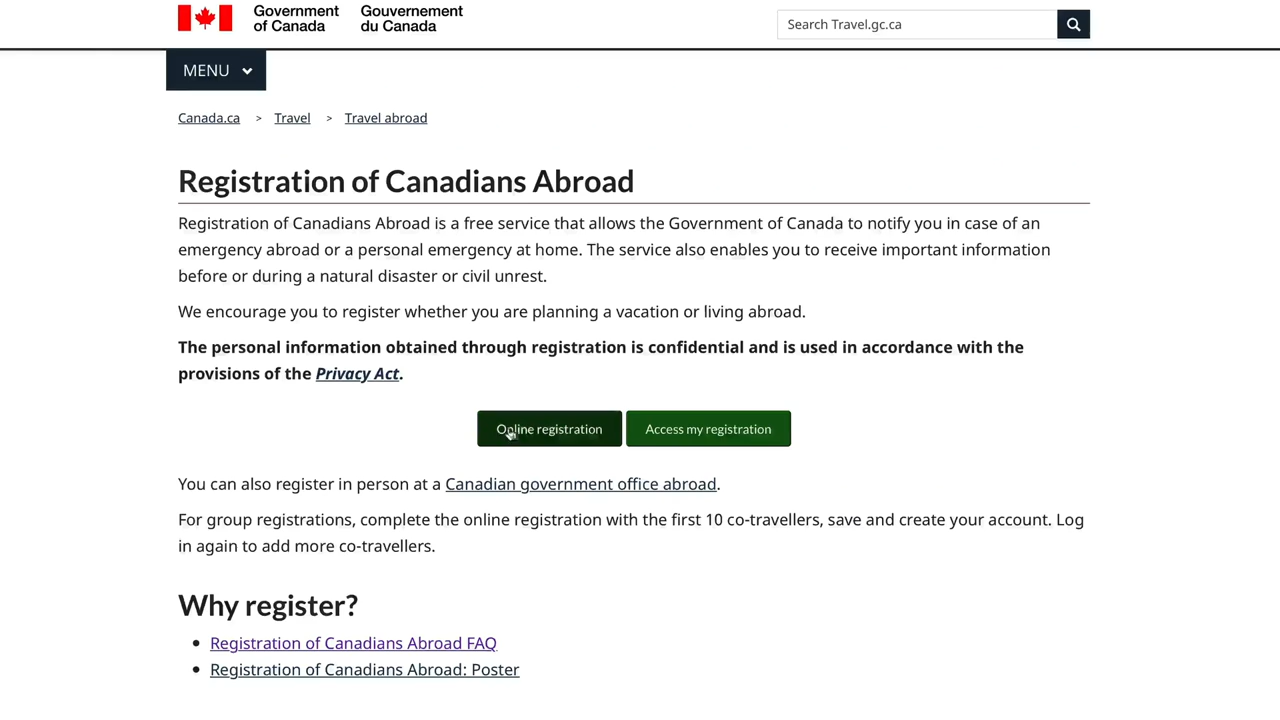 Government of Canada
Gouvernement du Canada
Search Travel.gc.ca
MENU
Canada.ca > Travel > Travel abroad
Registration of Canadians Abroad
Registration of Canadians Abroad is a free service that allows the Government of Canada to notify you in case of an
emergency abroad or a personal emergency at home. The service also enables you to receive important information
before or during a natural disaster or civil unrest.
We encourage you to register whether you are planning a vacation or living abroad.
The personal information obtained through registration is confidential and is used in accordance with the
provisions of the Privacy Act.
Online registration
Access my registration
You can also register in person at a Canadian government office abroad.
For group registrations, complete the online registration with the first 10 co-travellers, save and create your account. Log
in again to add more co-travellers.
Why register?
• Registration of Canadians Abroad FAQ
• Registration of Canadians Abroad: Poster